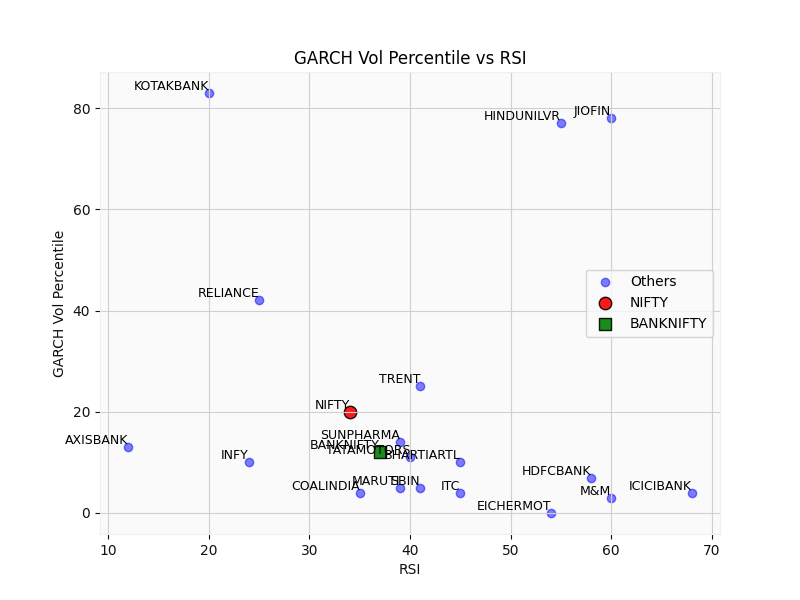 GARCH Vol Percentile vs RSI
KOTAKBANK
JIOFIN
HINDUNILVR
RELIANCE
TRENT
NIFTY
SUNPHARMA
AXISBANK
BANKNIFTY
TATAMOTORS
INFY
BHARTIARTL
HDFCBANK
COALINDIA
MARUTI
SBIN
ITC
M&M
ICICIBANK
EICHERMOT
Others
NIFTY
BANKNIFTY
GARCH Vol Percentile
80
60
40
20
0
10 20 30 40 50 60 70
RSI